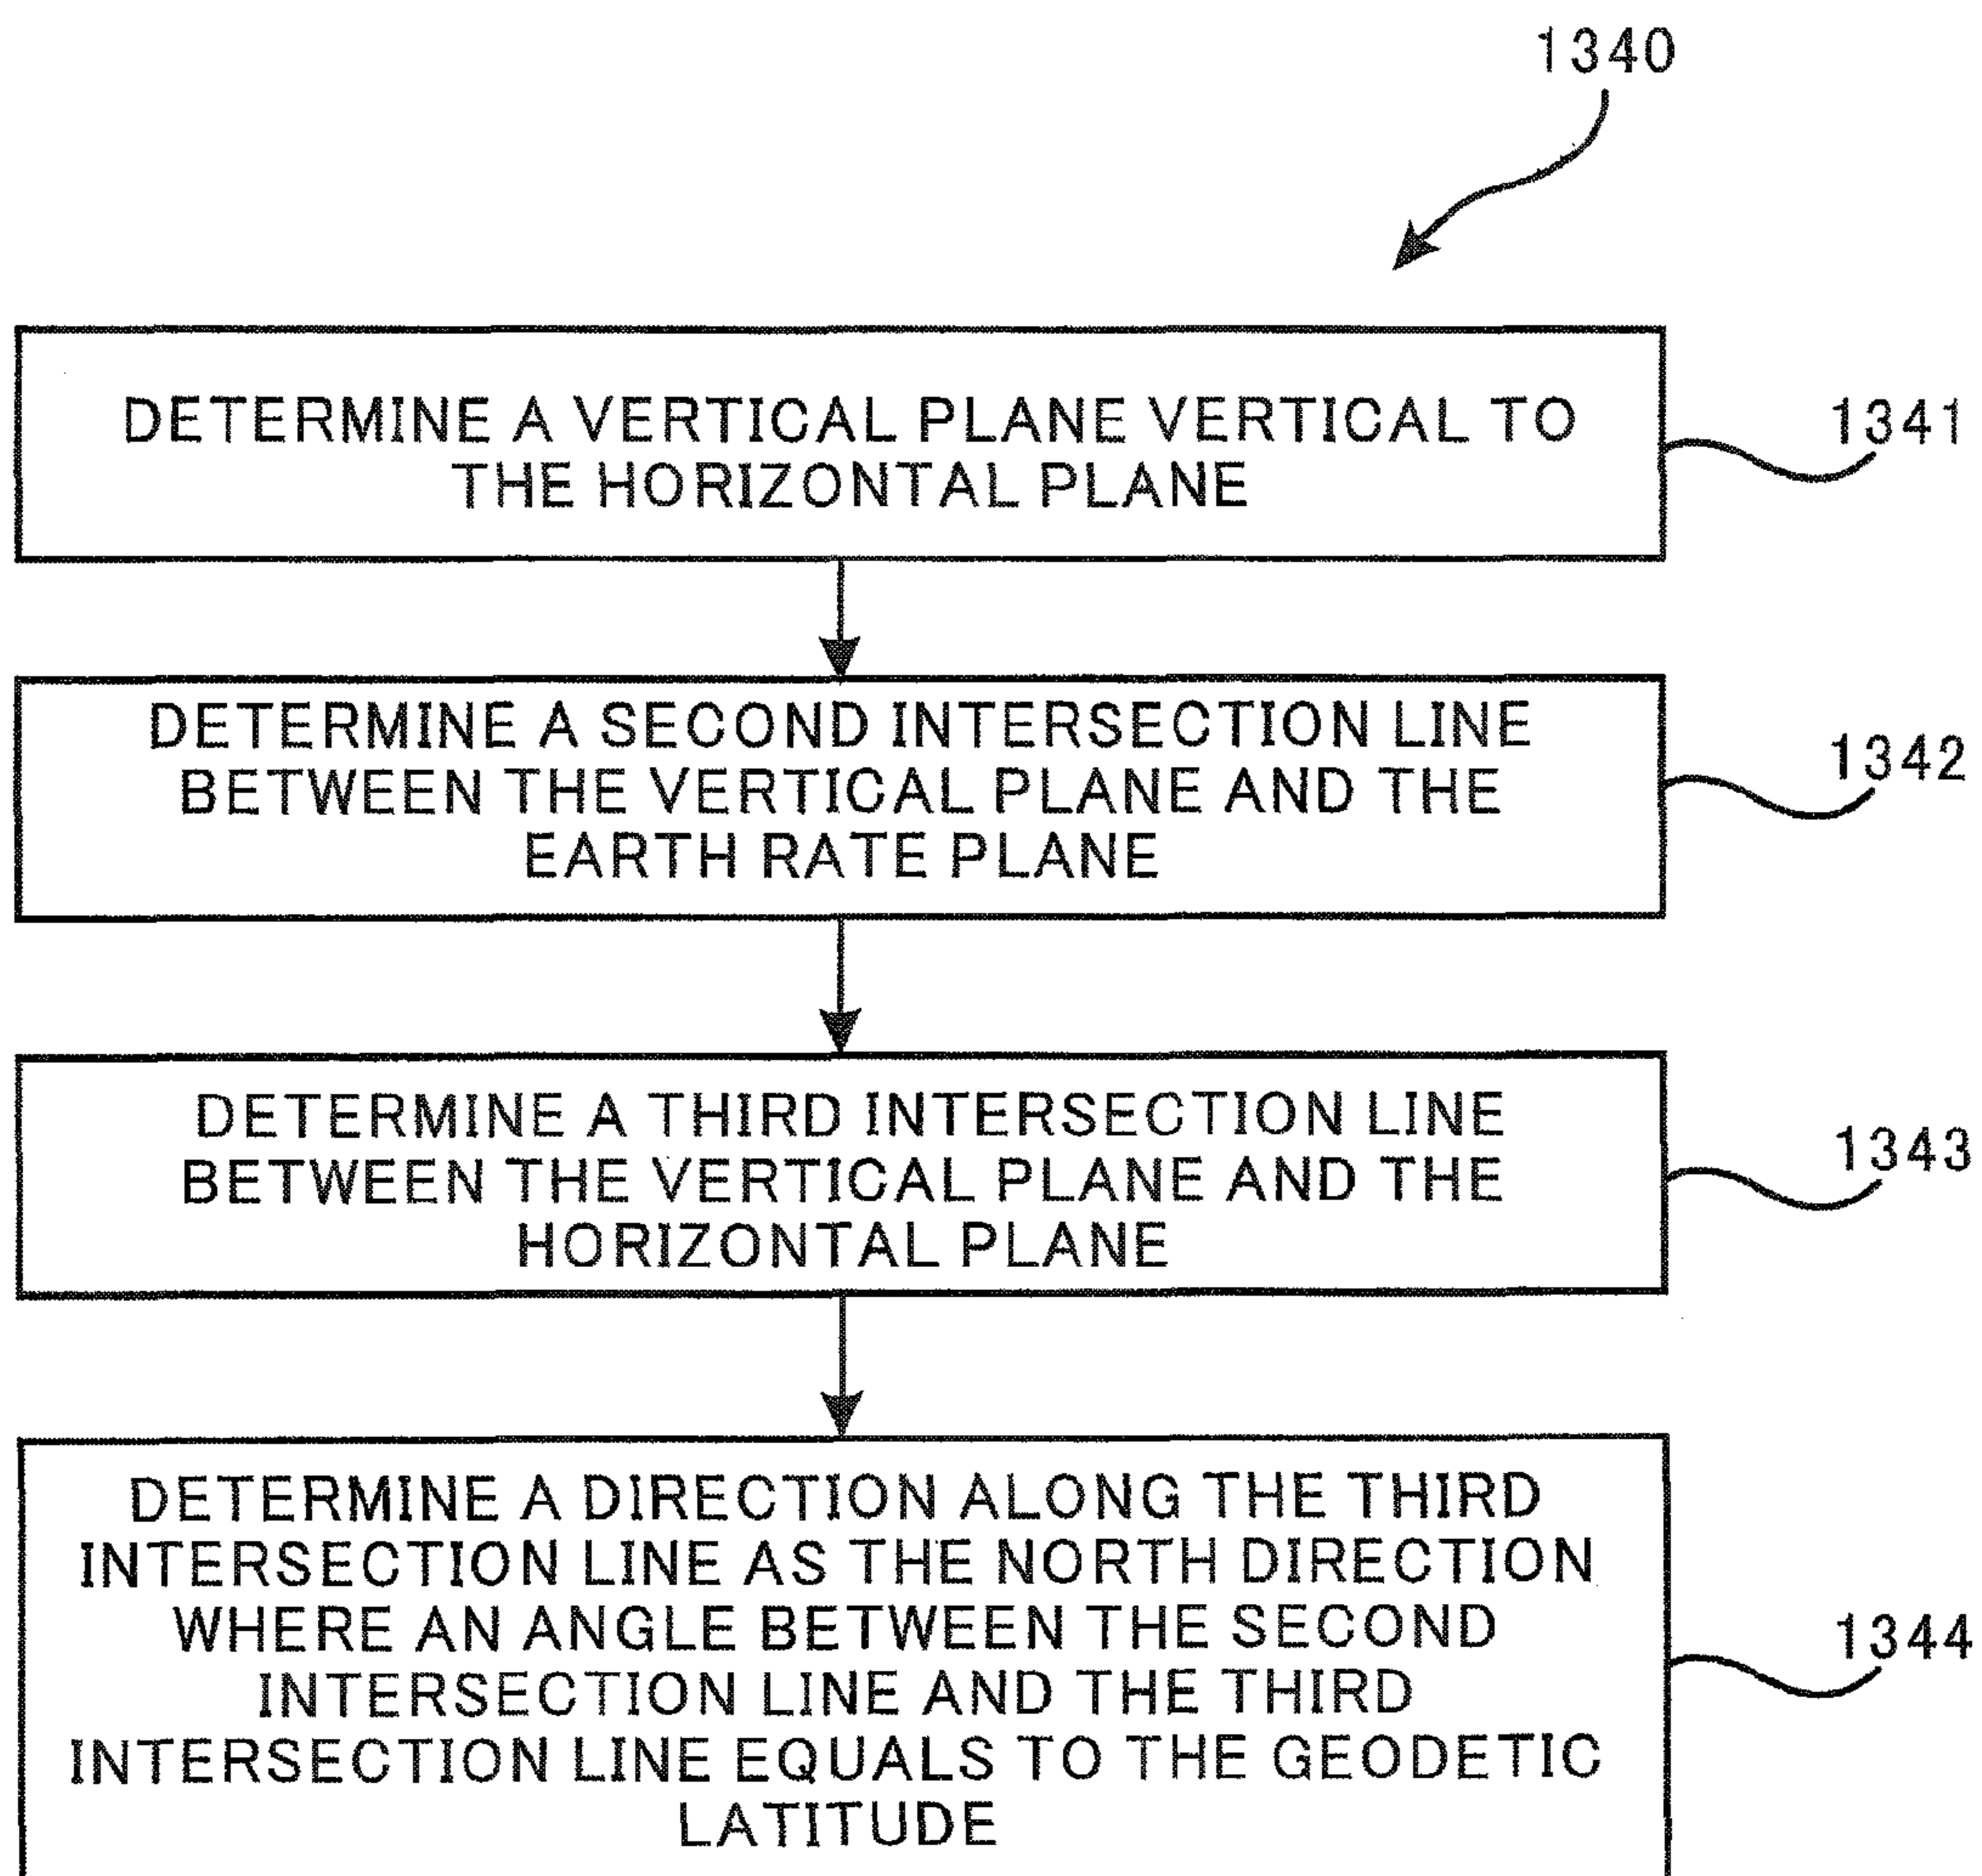 1340
DETERMINE A VERTICAL PLANE VERTICAL TO
THE HORIZONTAL PLANE
1341
DETERMINE A SECOND INTERSECTION LINE
BETWEEN THE VERTICAL PLANE AND THE
EARTH RATE PLANE
1342
DETERMINE A THIRD INTERSECTION LINE
BETWEEN THE VERTICAL PLANE AND THE
HORIZONTAL PLANE
1343
DETERMINE A DIRECTION ALONG THE THIRD
INTERSECTION LINE AS THE NORTH DIRECTION
WHERE AN ANGLE BETWEEN THE SECOND
INTERSECTION LINE AND THE THIRD
INTERSECTION LINE EQUALS TO THE GEODETIC
LATITUDE
1344